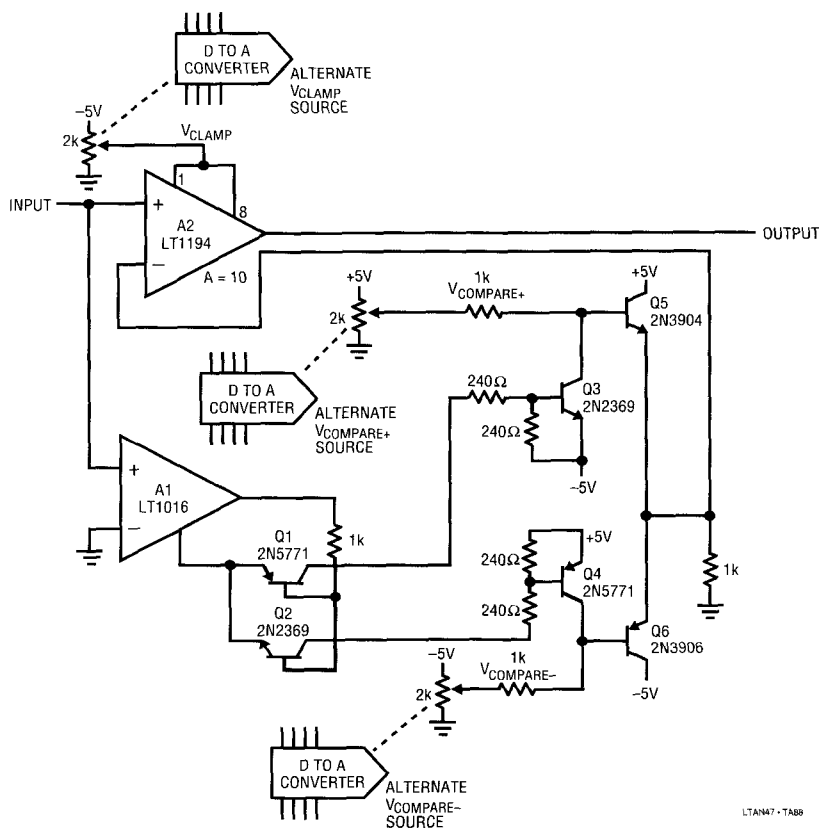 D TO A
CONVERTER
ALTERNATE
VCLAMP
SOURCE
–5V
2k
VCLAMP
1
8
INPUT
+
A2
LT1194
–
A = 10
OUTPUT
+5V
2k
1k
VCOMPARE+
+5V
Q5
2N3904
D TO A
CONVERTER
ALTERNATE
VCOMPARE+
SOURCE
240Ω
240Ω
Q3
2N2369
–5V
+
A1
LT1016
–
1k
Q1
2N5771
Q2
2N2369
240Ω
240Ω
+5V
Q4
2N5771
1k
Q6
2N3906
–5V
–5V
2k
1k
VCOMPARE–
D TO A
CONVERTER
ALTERNATE
VCOMPARE–
SOURCE
LTAN47 • TA88